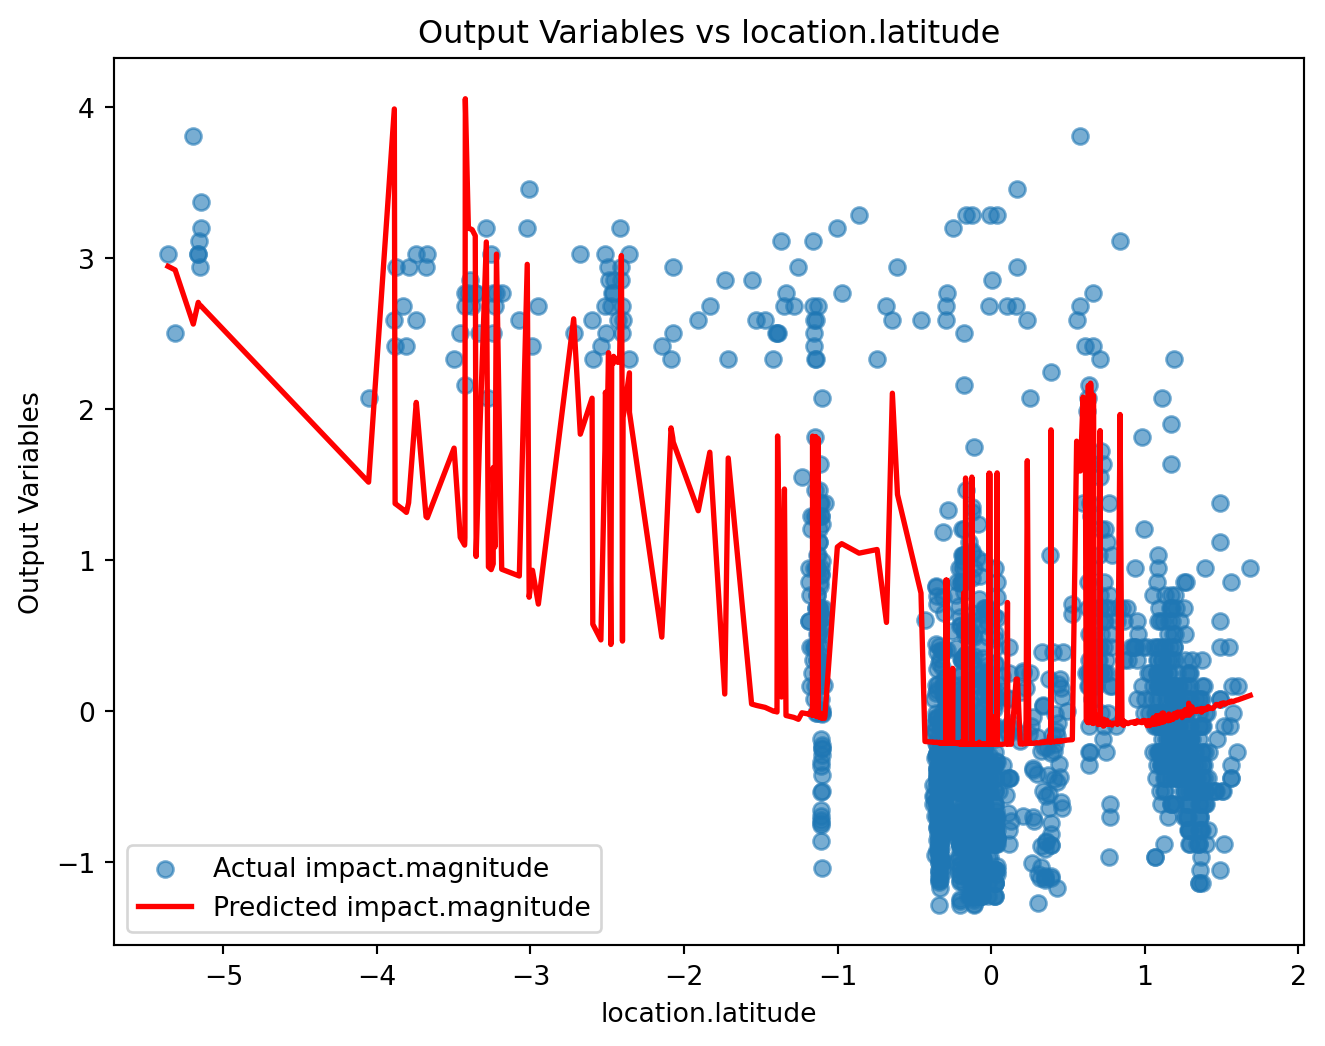 Output Variables vs location.latitude
Output Variables
4
3
2
1
0
−1
Actual impact.magnitude
Predicted impact.magnitude
−5 −4 −3 −2 −1 0 1 2
location.latitude